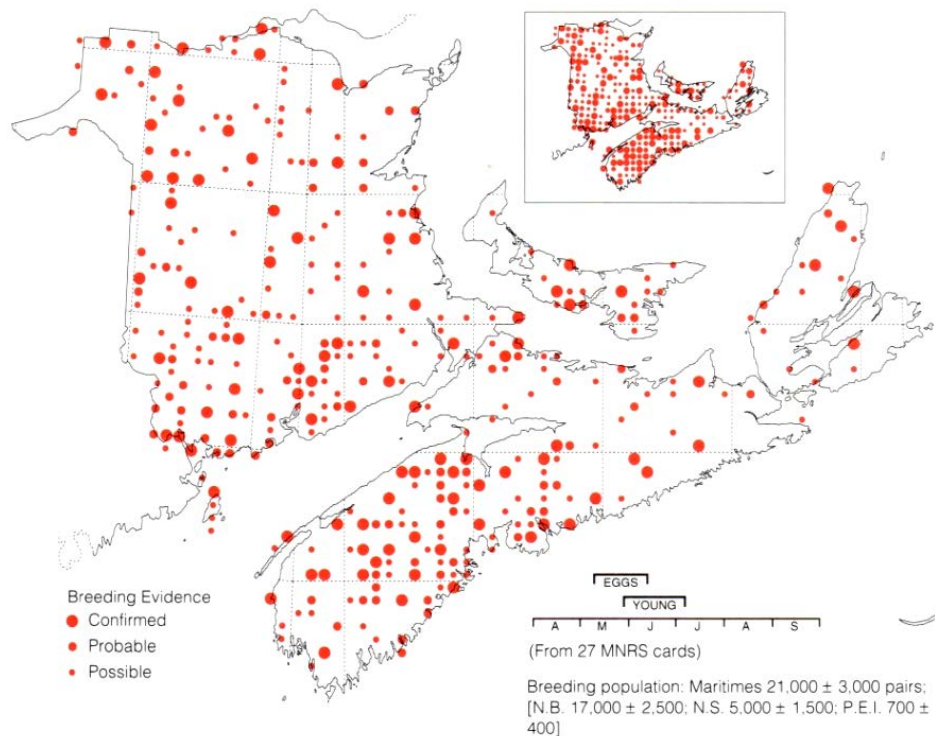 Breeding Evidence
Confirmed
Probable
Possible
EGGS
YOUNG
A M J J A S
(From 27 MNRS cards)
Breeding population: Maritimes 21,000 ± 3,000 pairs;
[N.B. 17,000 ± 2,500; N.S. 5,000 ± 1,500; P.E.I. 700 ±
400]